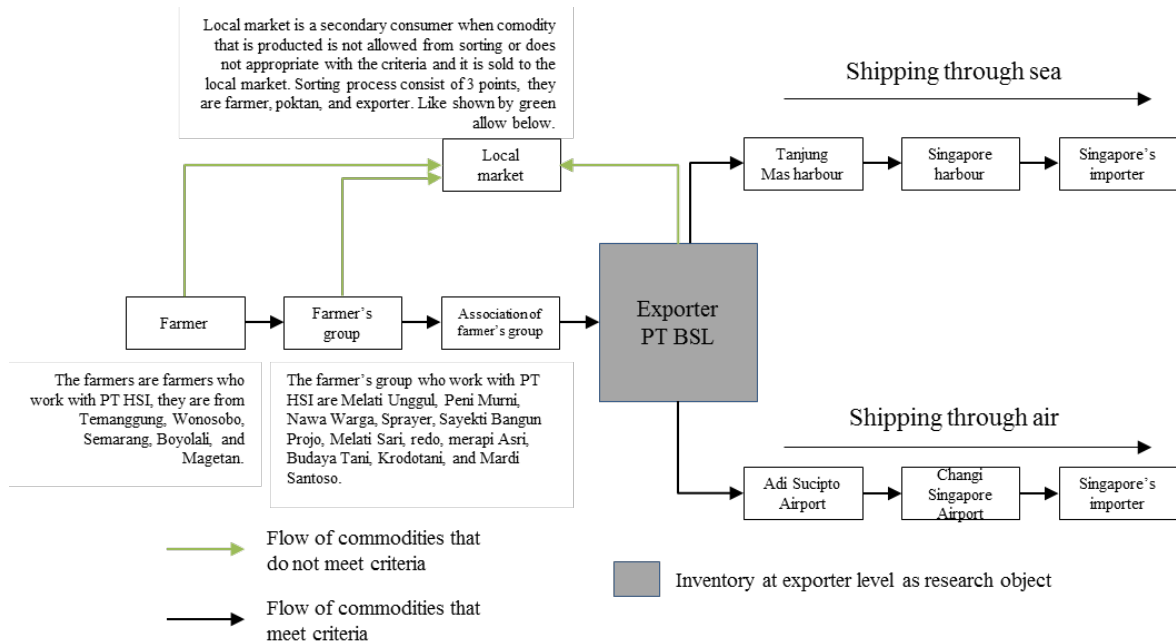 Local market is a secondary consumer when comodity
that is producted is not allowed from sorting or does
not appropriate with the criteria and it is sold to the
local market. Sorting process consist of 3 points, they
are farmer, poktan, and exporter. Like shown by green
allow below.
Shipping through sea
Local
market
Tanjung
Mas harbour
Singapore
harbour
Singapore's
importer
Farmer
Farmer's
group
Association of
farmer's group
Exporter
PT BSL
The farmers are farmers who
work with PT HSI, they are from
Temanggung, Wonosobo,
Semarang, Boyolali, and
Magetan.
The farmer's group who work with PT
HSI are Melati Unggul, Peni Murni,
Nawa Warga, Sprayer, Sayekti Bangun
Projo, Melati Sari, redo, merapi Asri,
Budaya Tani, Krodotani, and Mardi
Santoso.
Shipping through air
Adi Sucipto
Airport
Changi
Singapore
Airport
Singapore's
importer
Flow of commodities that
do not meet criteria
Inventory at exporter level as research object
Flow of commodities that
meet criteria